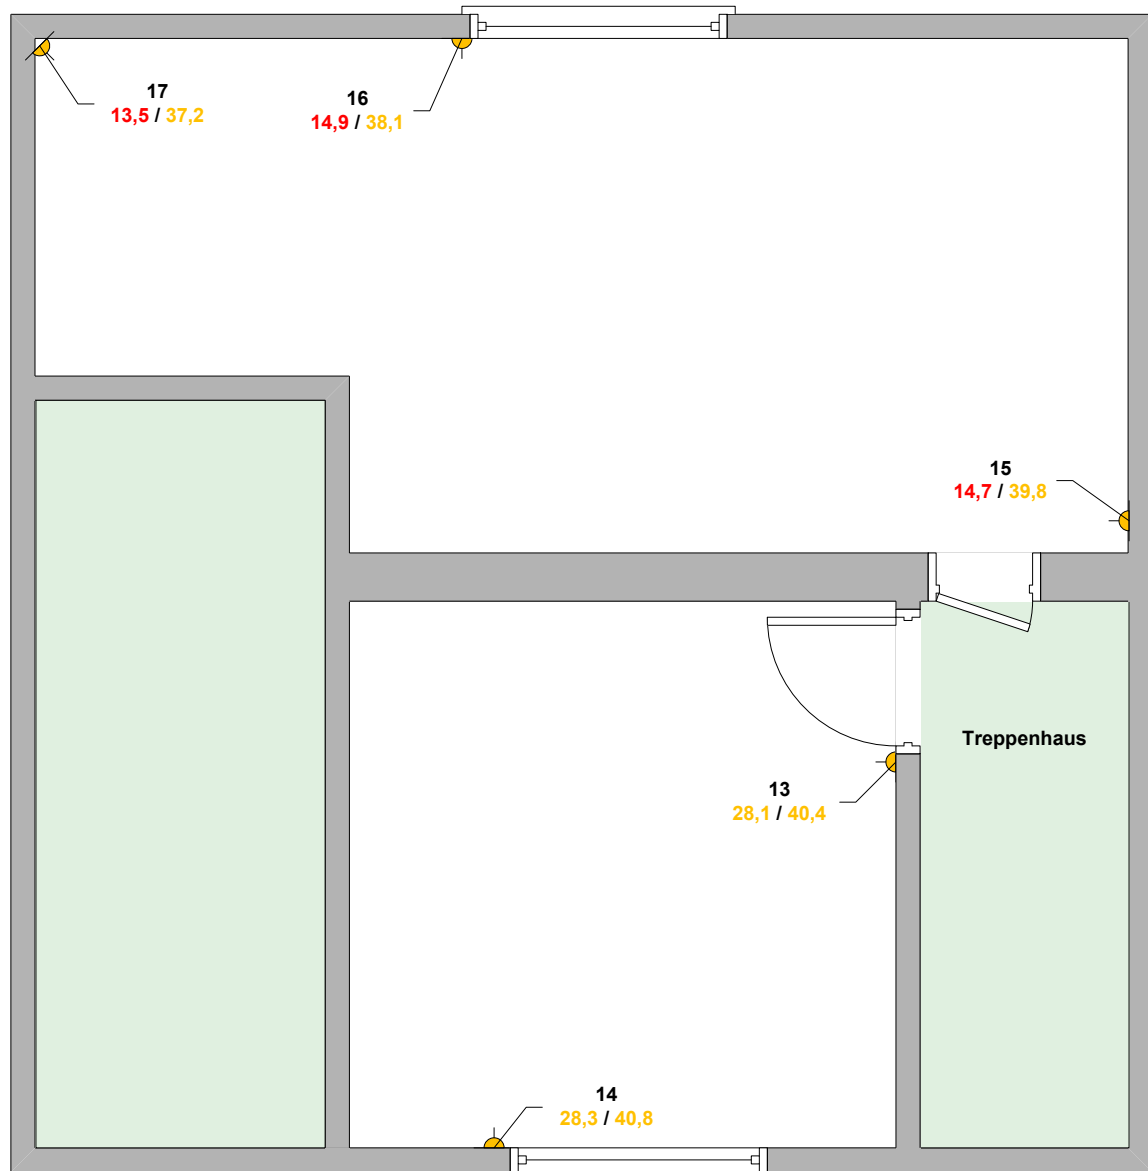 17
13,5 / 37,2
16
14,9 / 38,1
15
14,7 / 39,8
Treppenhaus
13
28,1 / 40,4
14
28,3 / 40,8